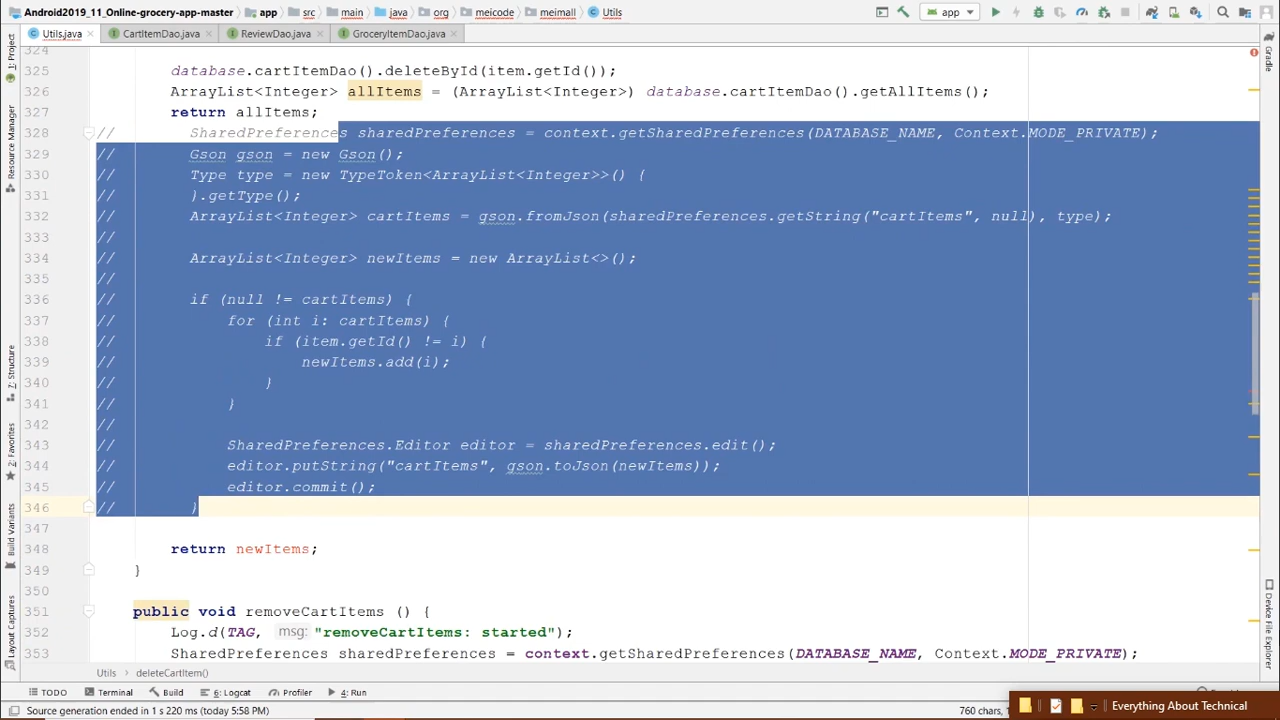 Android2019_11_Online-grocery-app-master > app > src > main > java > org > meicode > meimall > Utils
app
Utils.java CartItemDao.java ReviewDao.java GroceryItemDao.java
324
325 database.cartItemDao().deleteById(item.getId());
326 ArrayList<Integer> allItems = (ArrayList<Integer>) database.cartItemDao().getAllItems();
327 return allItems;
328 // SharedPreferences sharedPreferences = context.getSharedPreferences(DATABASE_NAME, Context.MODE_PRIVATE);
329 // Gson gson = new Gson();
330 // Type type = new TypeToken<ArrayList<Integer>>() {
331 // }.getType();
332 // ArrayList<Integer> cartItems = gson.fromJson(sharedPreferences.getString("cartItems", null), type);
333 //
334 // ArrayList<Integer> newItems = new ArrayList<>();
335 //
336 // if (null != cartItems) {
337 // for (int i: cartItems) {
338 // if (item.getId() != i) {
339 // newItems.add(i);
340 // }
341 // }
342 //
343 // SharedPreferences.Editor editor = sharedPreferences.edit();
344 // editor.putString("cartItems", gson.toJson(newItems));
345 // editor.commit();
346 // }
347
348 return newItems;
349 }
350
351 public void removeCartItems () {
352 Log.d(TAG, msg: "removeCartItems: started");
353 SharedPreferences sharedPreferences = context.getSharedPreferences(DATABASE_NAME, Context.MODE_PRIVATE);
1: Project
Resource Manager
7: Structure
2: Favorites
Build Variants
Layout Captures
Gradle
Device File Explorer
Utils > deleteCartItem()
TODO Terminal Build 6: Logcat Profiler 4: Run
Source generation ended in 1 s 220 ms (today 5:58 PM)
760 chars,
Everything About Technical